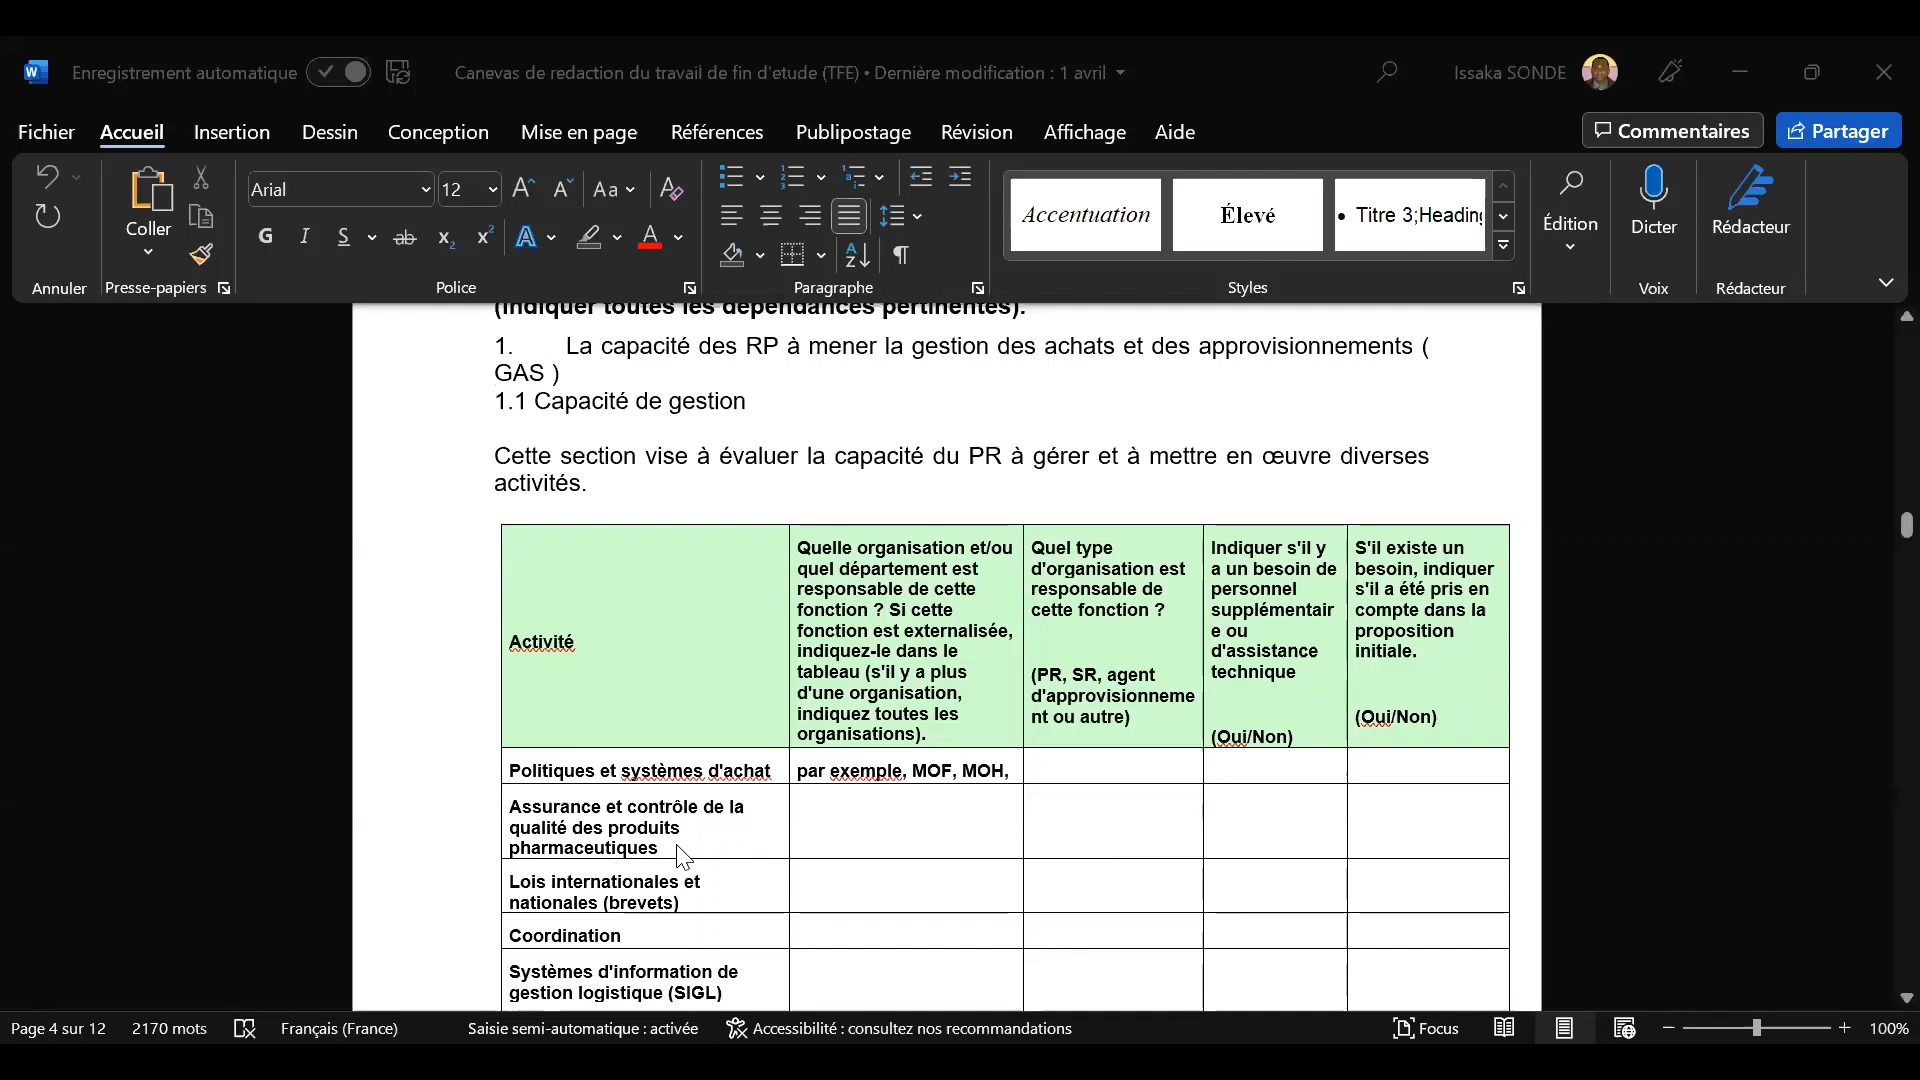 Enregistrement automatique
Canevas de redaction du travail de fin d'etude (TFE) • Dernière modification : 1 avril
Issaka SONDE
Fichier Accueil Insertion Dessin Conception Mise en page Références Publipostage Révision Affichage Aide
Commentaires
Partager
Coller
Arial
12
Aa
G I S ab x2 x2 A A
Accentuation
Élevé
• Titre 3;Heading
Édition
Dicter
Rédacteur
Annuler Presse-papiers Police Paragraphe Styles Voix Rédacteur
(Indiquer toutes les dépendances pertinentes).
1. La capacité des RP à mener la gestion des achats et des approvisionnements (
GAS )
1.1 Capacité de gestion
Cette section vise à évaluer la capacité du PR à gérer et à mettre en œuvre diverses
activités.
Activité
Quelle organisation et/ou
quel département est
responsable de cette
fonction ? Si cette
fonction est externalisée,
indiquez-le dans le
tableau (s'il y a plus
d'une organisation,
indiquez toutes les
organisations).
Quel type
d'organisation est
responsable de
cette fonction ?
(PR, SR, agent
d'approvisionneme
nt ou autre)
Indiquer s'il y
a un besoin de
personnel
supplémentair
e ou
d'assistance
technique
(Oui/Non)
S'il existe un
besoin, indiquer
s'il a été pris en
compte dans la
proposition
initiale.
(Oui/Non)
Politiques et systèmes d'achat
par exemple, MOF, MOH,
Assurance et contrôle de la
qualité des produits
pharmaceutiques
Lois internationales et
nationales (brevets)
Coordination
Systèmes d'information de
gestion logistique (SIGL)
Page 4 sur 12 2170 mots Français (France) Saisie semi-automatique : activée Accessibilité : consultez nos recommandations Focus 100%